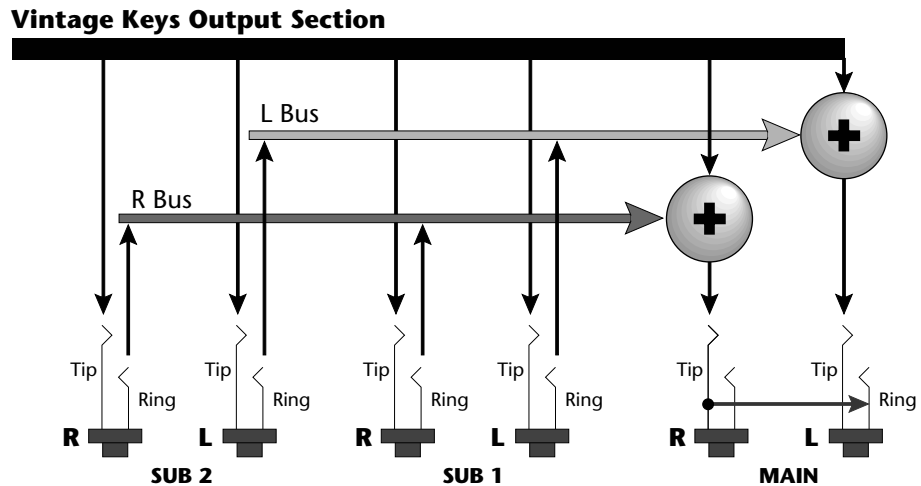 Vintage Keys Output Section
L Bus
R Bus
Tip Tip Tip Tip Tip Tip
Ring Ring Ring Ring Ring Ring
R L R L R L
SUB 2 SUB 1 MAIN